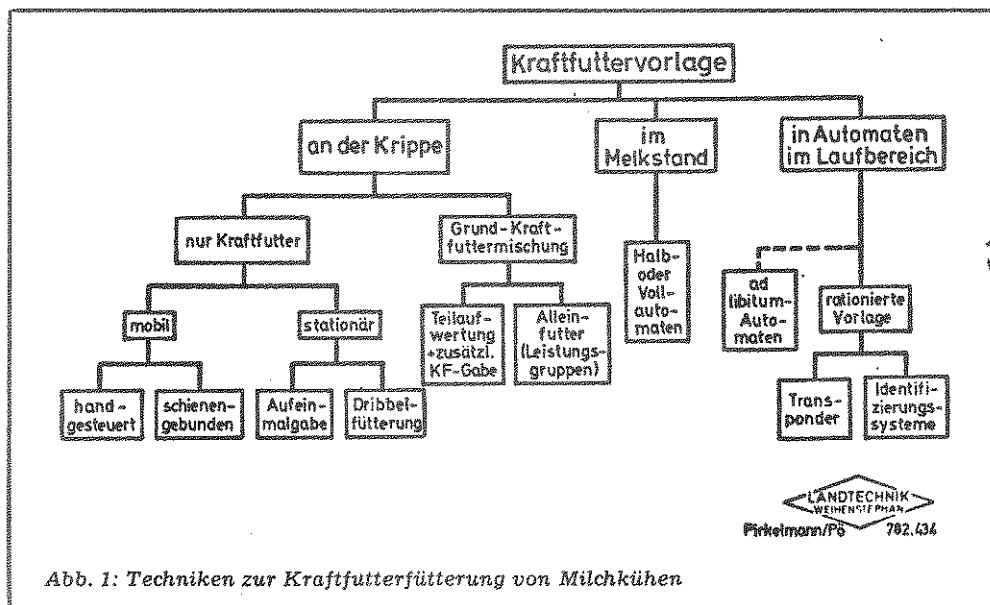 Kraftfuttervorlage
an der Krippe
im
Melkstand
in Automaten
im Laufbereich
nur Kraftfutter
Grund-Kraft-
futtermischung
Halb-
oder
Voll-
auto-
maten
ad
libitum-
Auto-
maten
rationierte
Vorlage
mobil
stationär
Teilauf-
wertung
+zusätzl.
KF-Gabe
Allein-
futter
(Leistungs-
gruppen)
hand-
gesteuert
schienen-
gebunden
Aufein-
malgabe
Dribbel-
fütterung
Trans-
ponder
Identifi-
zierungs-
systeme
LANDTECHNIK
WEIHENSTEPHAN
Pirkelmann/Pö 782.434
Abb. 1: Techniken zur Kraftfutterfütterung von Milchkühen